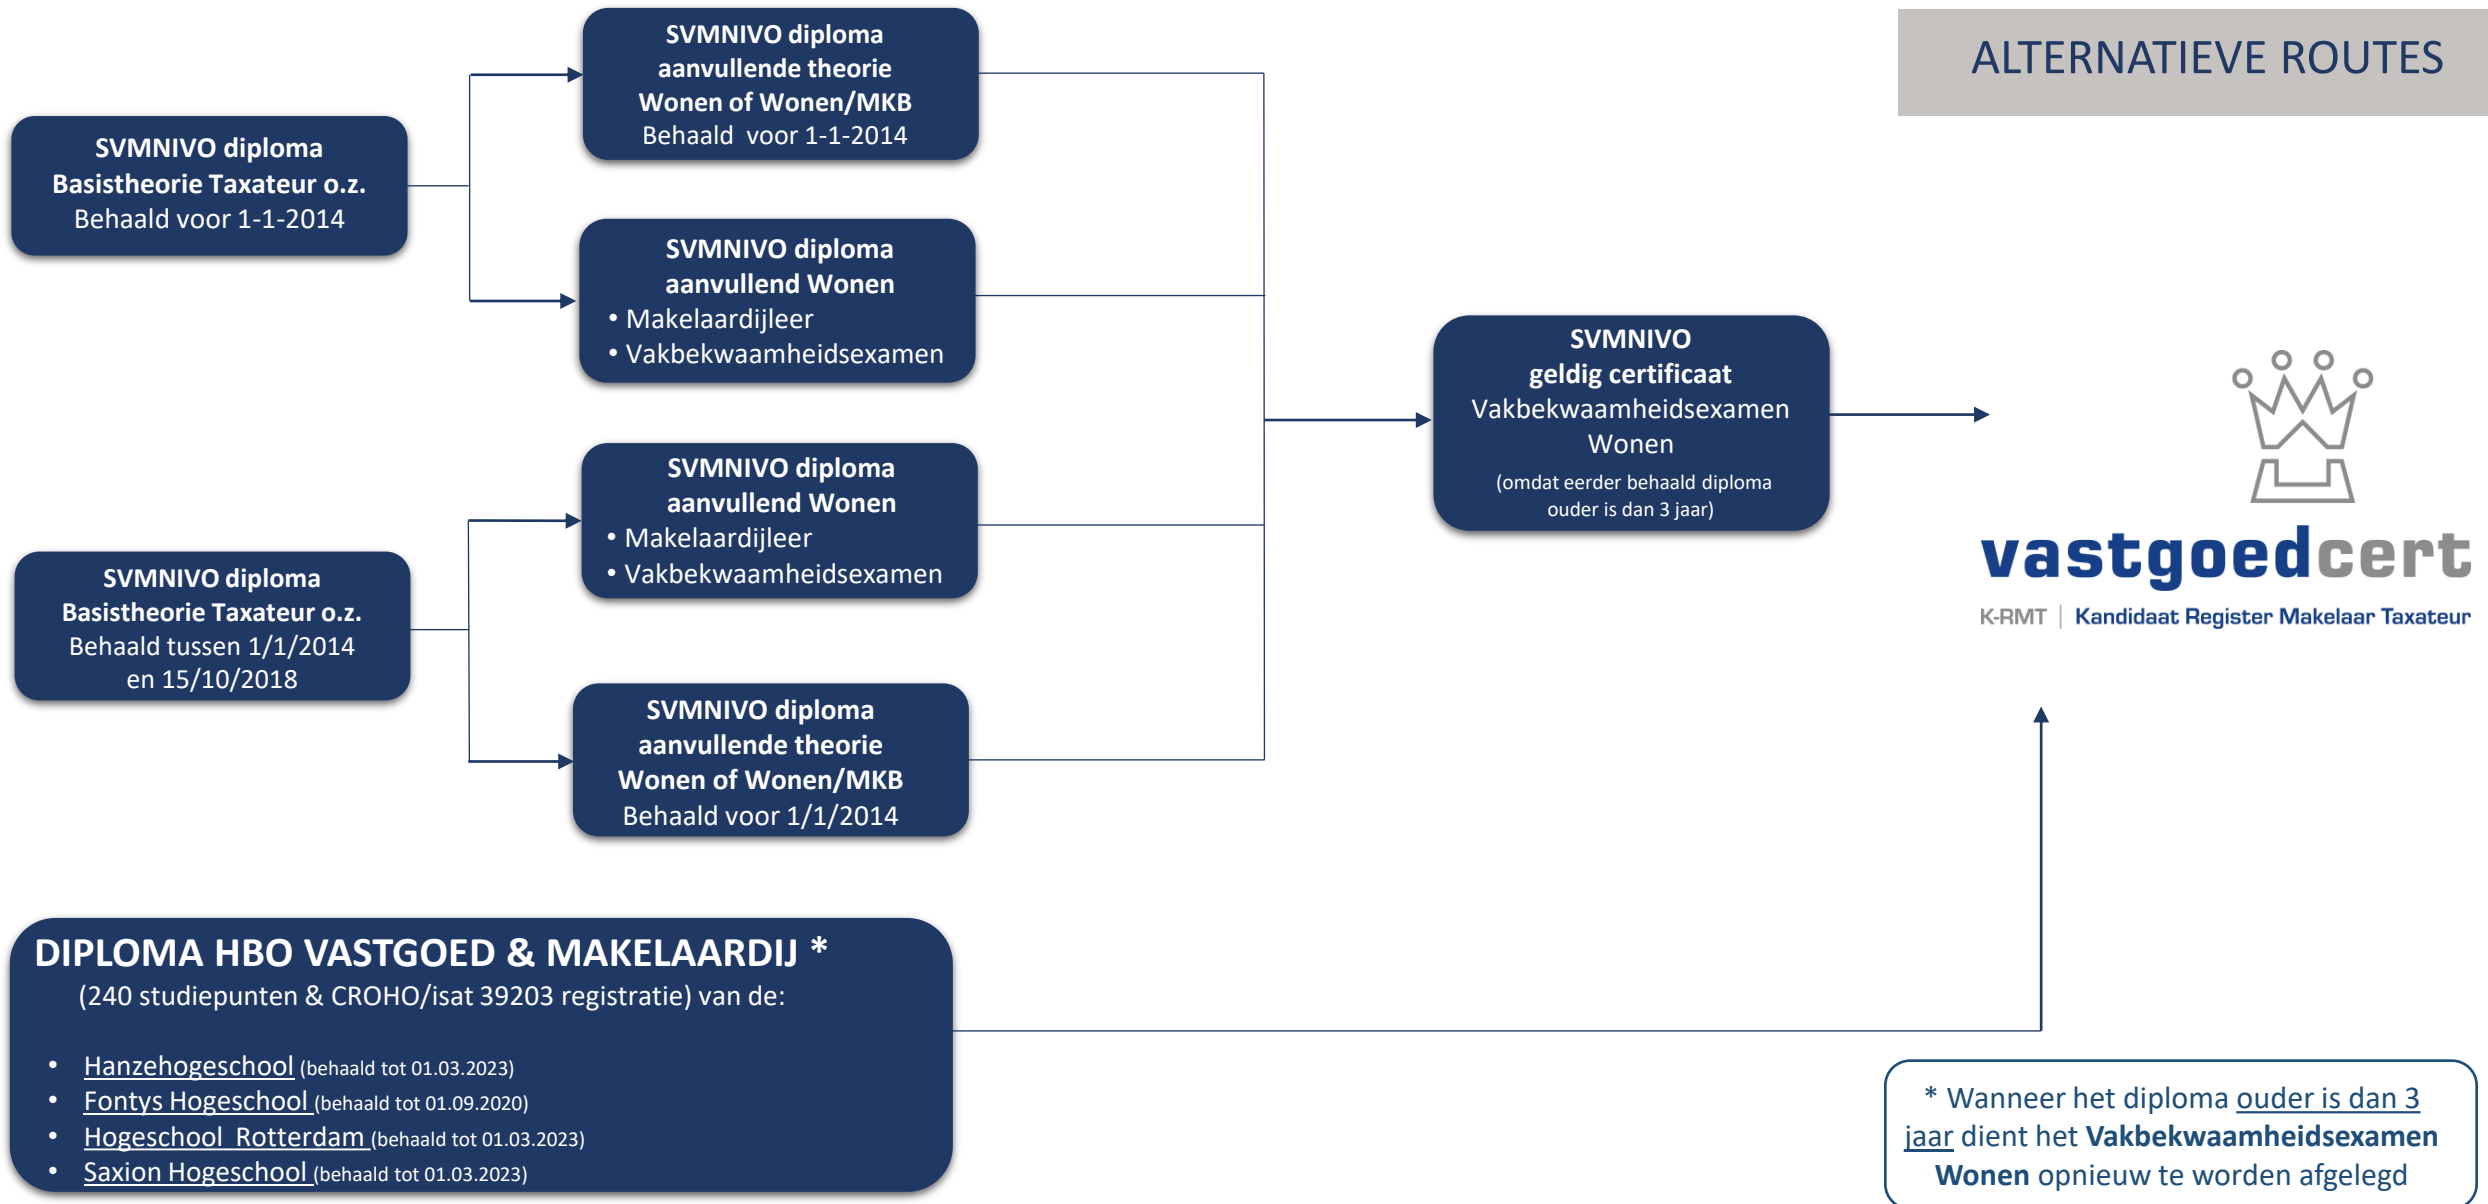 ALTERNATIEVE ROUTES
SVMNIVO diploma
Basistheorie Taxateur o.z.
Behaald voor 1-1-2014
SVMNIVO diploma
aanvullende theorie
Wonen of Wonen/MKB
Behaald voor 1-1-2014
SVMNIVO diploma
aanvullend Wonen
• Makelaardijleer
• Vakbekwaamheidsexamen
SVMNIVO diploma
Basistheorie Taxateur o.z.
Behaald tussen 1/1/2014
en 15/10/2018
SVMNIVO diploma
aanvullend Wonen
• Makelaardijleer
• Vakbekwaamheidsexamen
SVMNIVO diploma
aanvullende theorie
Wonen of Wonen/MKB
Behaald voor 1/1/2014
SVMNIVO
geldig certificaat
Vakbekwaamheidsexamen
Wonen
(omdat eerder behaald diploma
ouder is dan 3 jaar)
vastgoedcert
K-RMT | Kandidaat Register Makelaar Taxateur
DIPLOMA HBO VASTGOED & MAKELAARDIJ *
(240 studiepunten & CROHO/isat 39203 registratie) van de:
• Hanzehogeschool (behaald tot 01.03.2023)
• Fontys Hogeschool (behaald tot 01.09.2020)
• Hogeschool Rotterdam (behaald tot 01.03.2023)
• Saxion Hogeschool (behaald tot 01.03.2023)
* Wanneer het diploma ouder is dan 3
jaar dient het Vakbekwaamheidsexamen
Wonen opnieuw te worden afgelegd